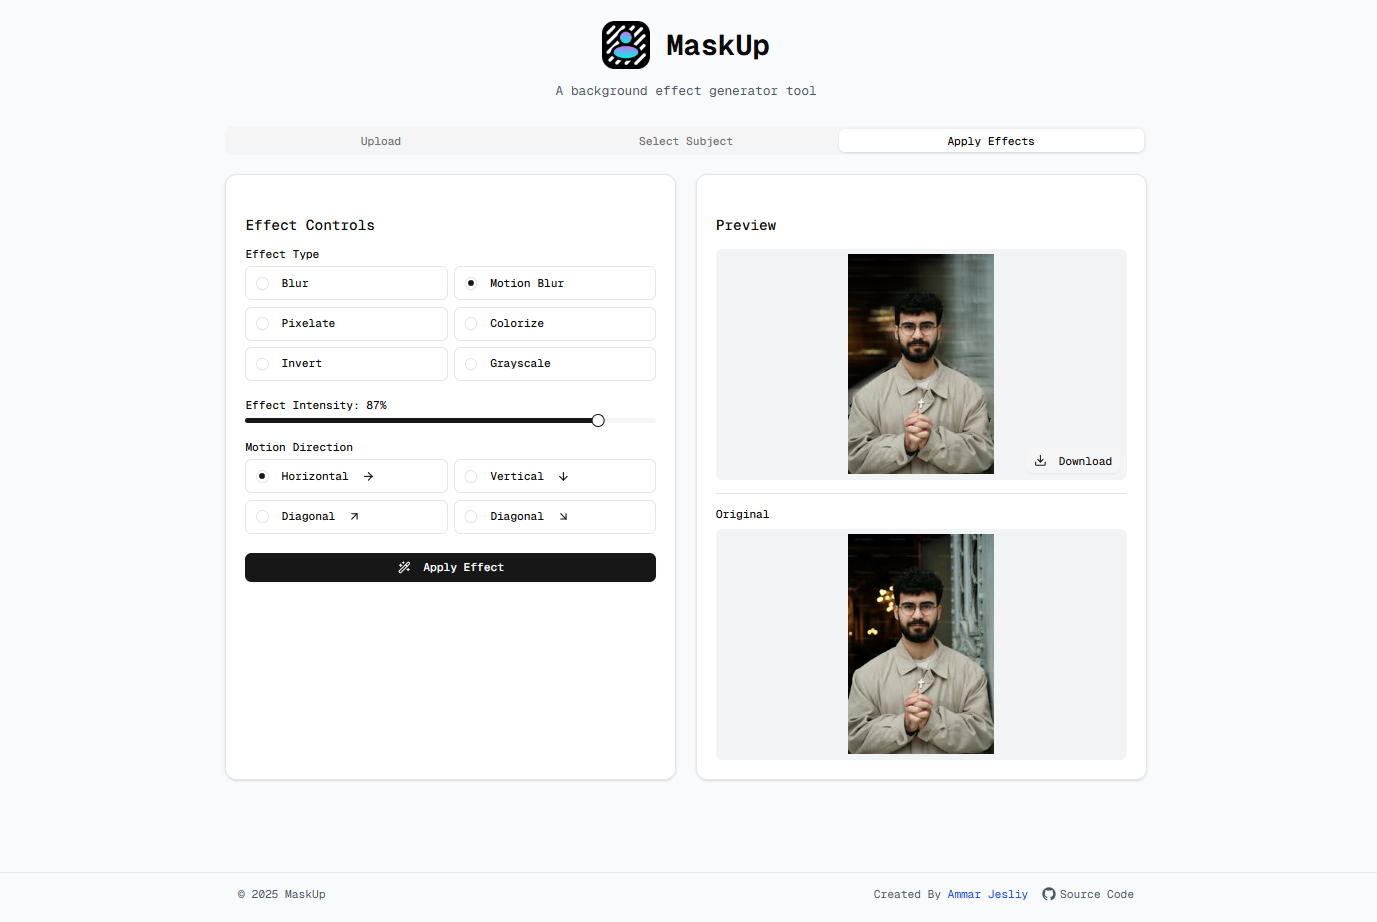 MaskUp
A background effect generator tool
Upload
Select Subject
Apply Effects
Effect Controls
Effect Type
Blur
Motion Blur
Pixelate
Colorize
Invert
Grayscale
Effect Intensity: 87%
Motion Direction
Horizontal →
Vertical ↓
Diagonal ↗
Diagonal ↘
Apply Effect
Preview
Download
Original
© 2025 MaskUp
Created By Ammar Jesliy
Source Code